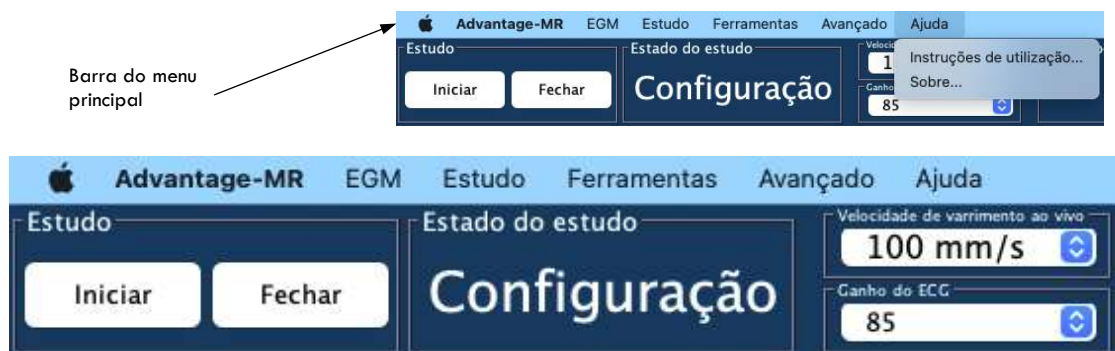 Advantage-MR EGM Estudo Ferramentas Avançado Ajuda
Barra do menu
principal
Estudo
Iniciar Fechar
Estado do estudo
Configuração
85
Instruções de utilização...
Sobre...
Advantage-MR EGM Estudo Ferramentas Avançado Ajuda
Estudo
Iniciar Fechar
Estado do estudo
Configuração
Velocidade de varrimento ao vivo
100 mm/s
Ganho do ECG
85